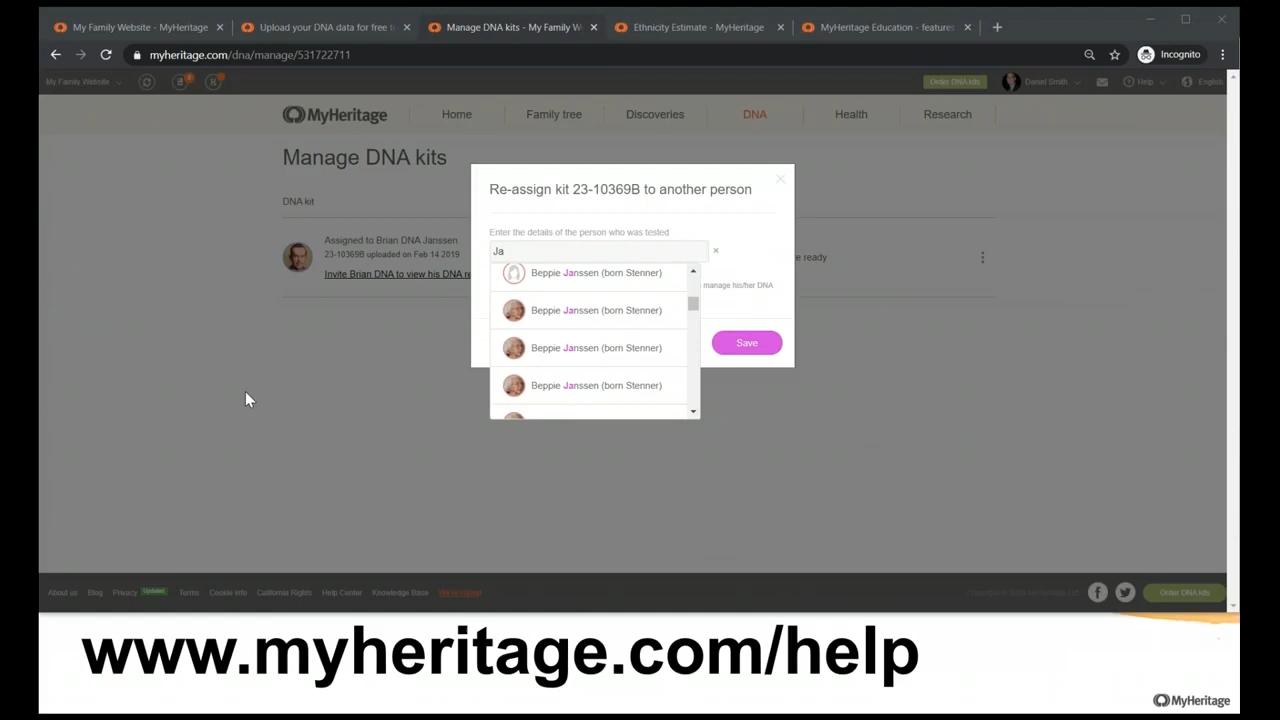 My Family Website - MyHeritage
Upload your DNA data for free t
Manage DNA kits - My Family W
Ethnicity Estimate - MyHeritage
MyHeritage Education - features
myheritage.com/dna/manage/531722711
Incognito
My Family Website
Order DNA kits
Daniel Smith
Help
English
MyHeritage
Home
Family tree
Discoveries
DNA
Health
Research
Manage DNA kits
DNA kit
Assigned to Brian DNA Janssen
23-10369B uploaded on Feb 14 2019
Invite Brian DNA to view his DNA re
e ready
Re-assign kit 23-10369B to another person
Enter the details of the person who was tested
Ja
Beppie Janssen (born Stenner)
manage his/her DNA
Beppie Janssen (born Stenner)
Beppie Janssen (born Stenner)
Beppie Janssen (born Stenner)
Save
About us
Blog
Privacy
Updated
Terms
Cookie info
California Rights
Help Center
Knowledge Base
Order DNA kits
www.myheritage.com/help
MyHeritage